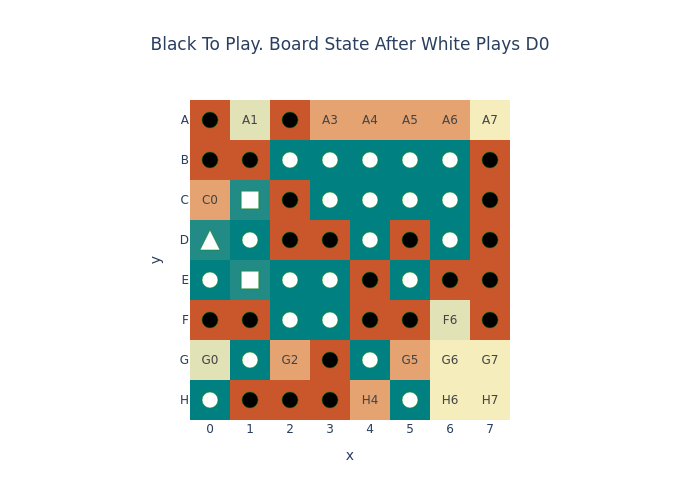 Black To Play. Board State After White Plays D0
A A1 A3 A4 A5 A6 A7
B
C C0
D
E
F F6
G G0 G2 G5 G6 G7
H H4 H6 H7
0 1 2 3 4 5 6 7
x
y